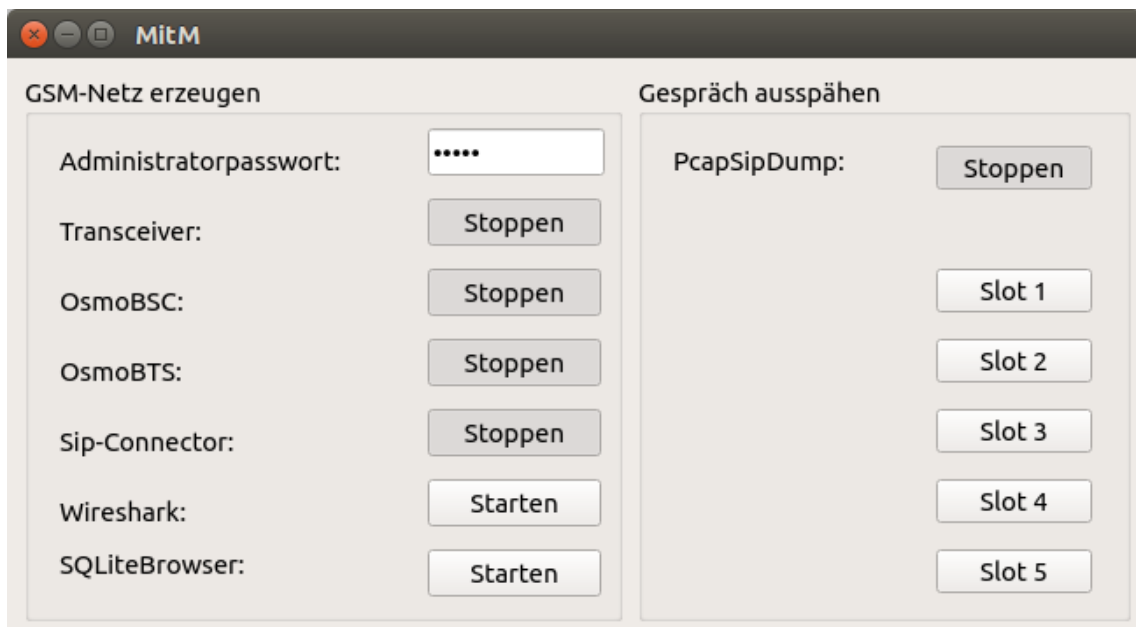 MitM
GSM-Netz erzeugen
Administratorpasswort: •••••
Transceiver: Stoppen
OsmoBSC: Stoppen
OsmoBTS: Stoppen
Sip-Connector: Stoppen
Wireshark: Starten
SQLiteBrowser: Starten
Gespräch ausspähen
PcapSipDump: Stoppen
Slot 1
Slot 2
Slot 3
Slot 4
Slot 5